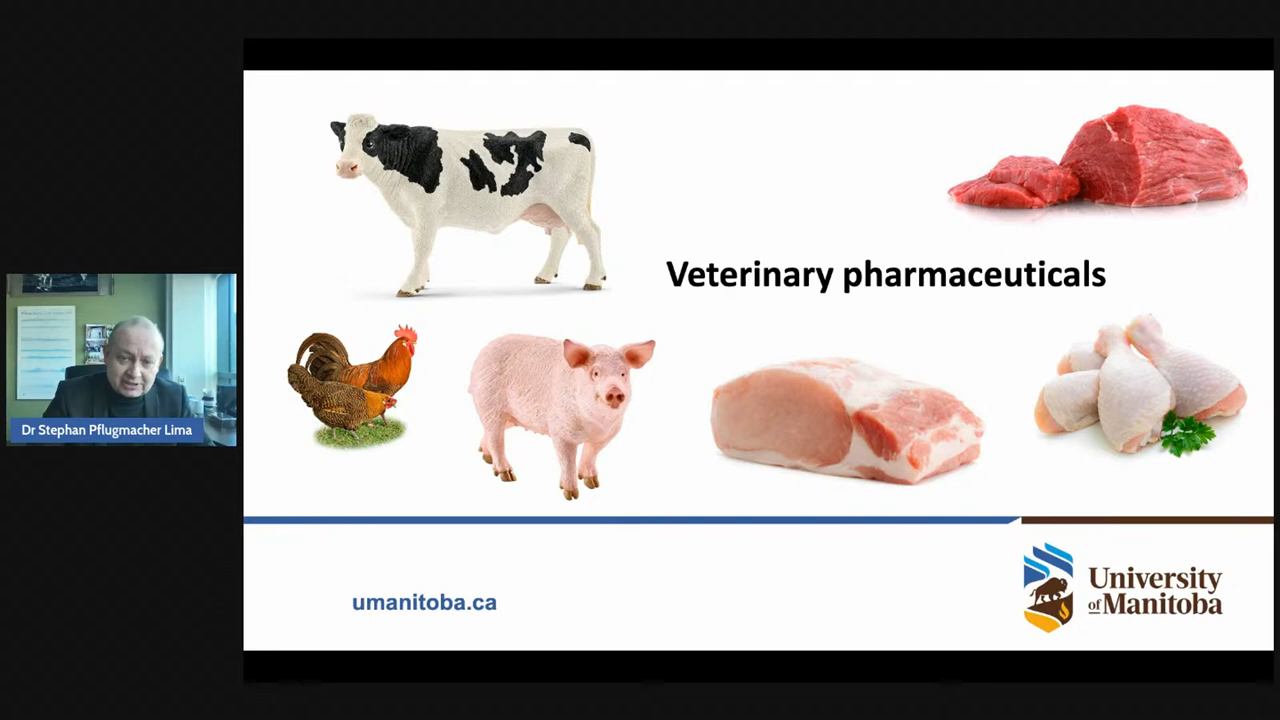 Veterinary pharmaceuticals
Dr Stephan Pflugmacher Lima
umanitoba.ca
University
of Manitoba